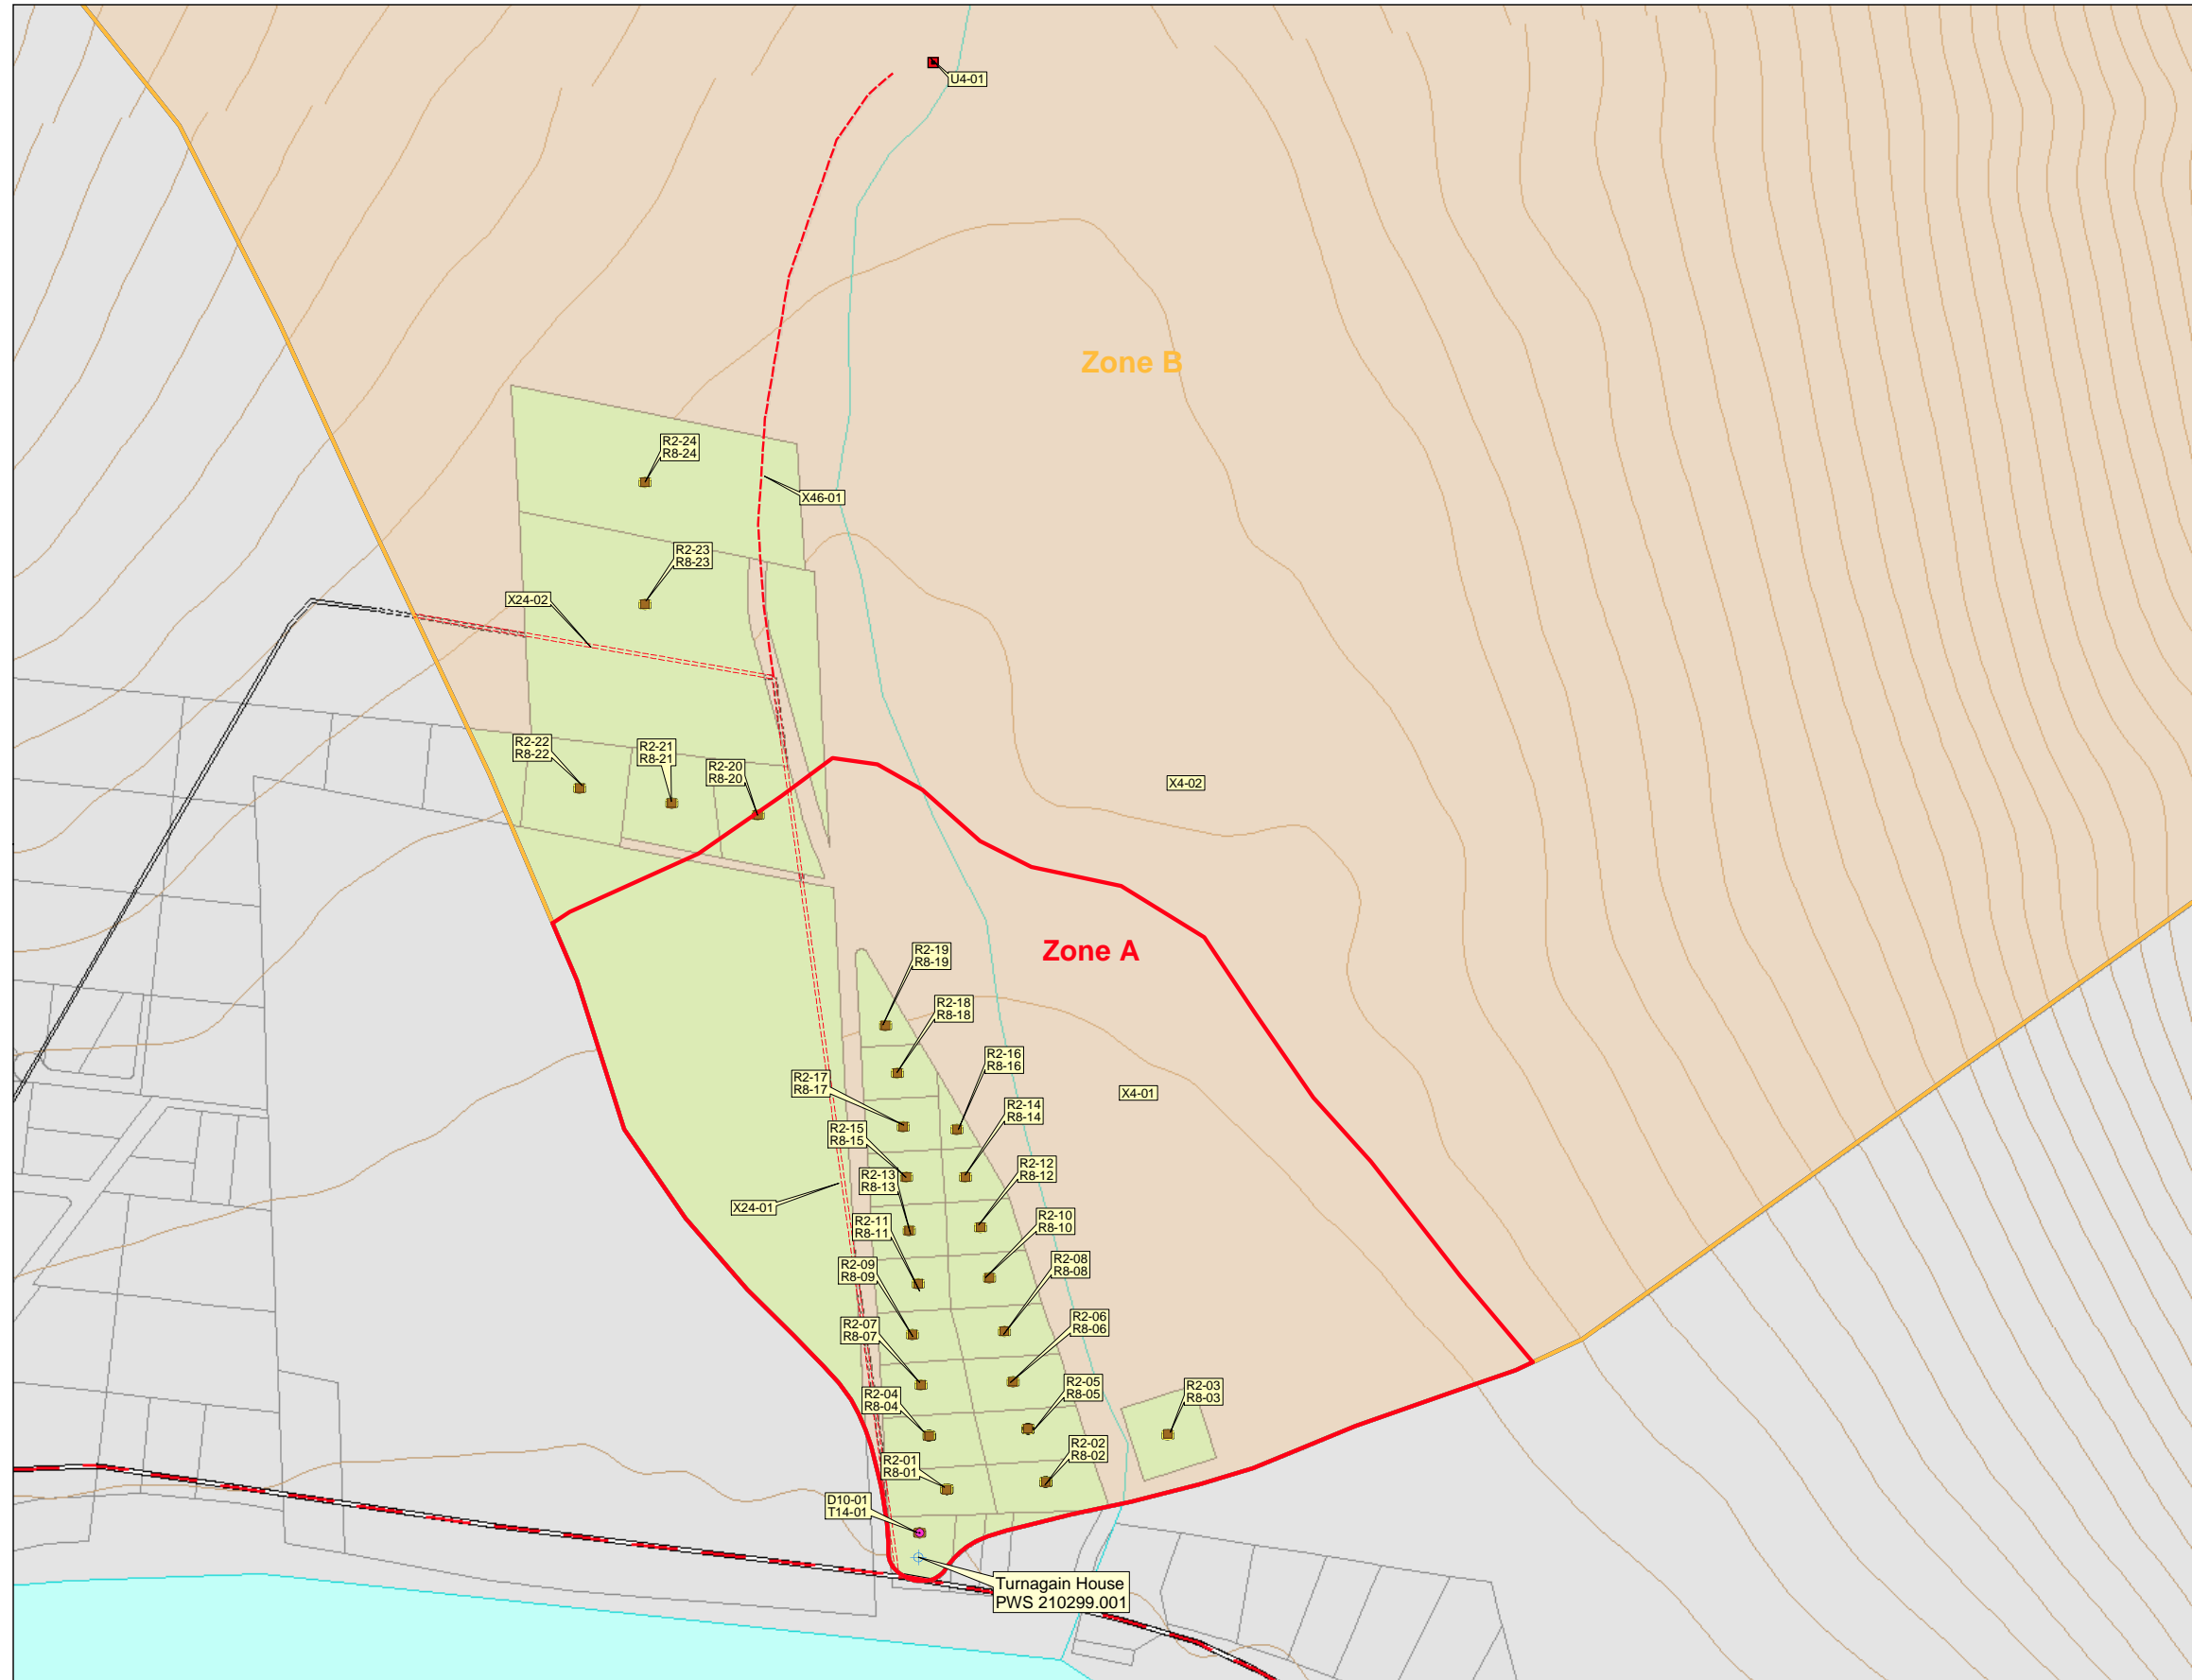 U4-01
Zone B
R2-24
R8-24
X46-01
R2-23
R8-23
X24-02
R2-22
R8-22
R2-21
R8-21
R2-20
R8-20
X4-02
Zone A
R2-19
R8-19
R2-18
R8-18
R2-16
R8-16
R2-17
R8-17
X4-01
R2-14
R8-14
R2-15
R8-15
R2-12
R8-12
R2-13
R8-13
X24-01
R2-10
R8-10
R2-11
R8-11
R2-08
R8-08
R2-09
R8-09
R2-06
R8-06
R2-07
R8-07
R2-05
R8-05
R2-03
R8-03
R2-04
R8-04
R2-02
R8-02
R2-01
R8-01
D10-01
T14-01
Turnagain House
PWS 210299.001